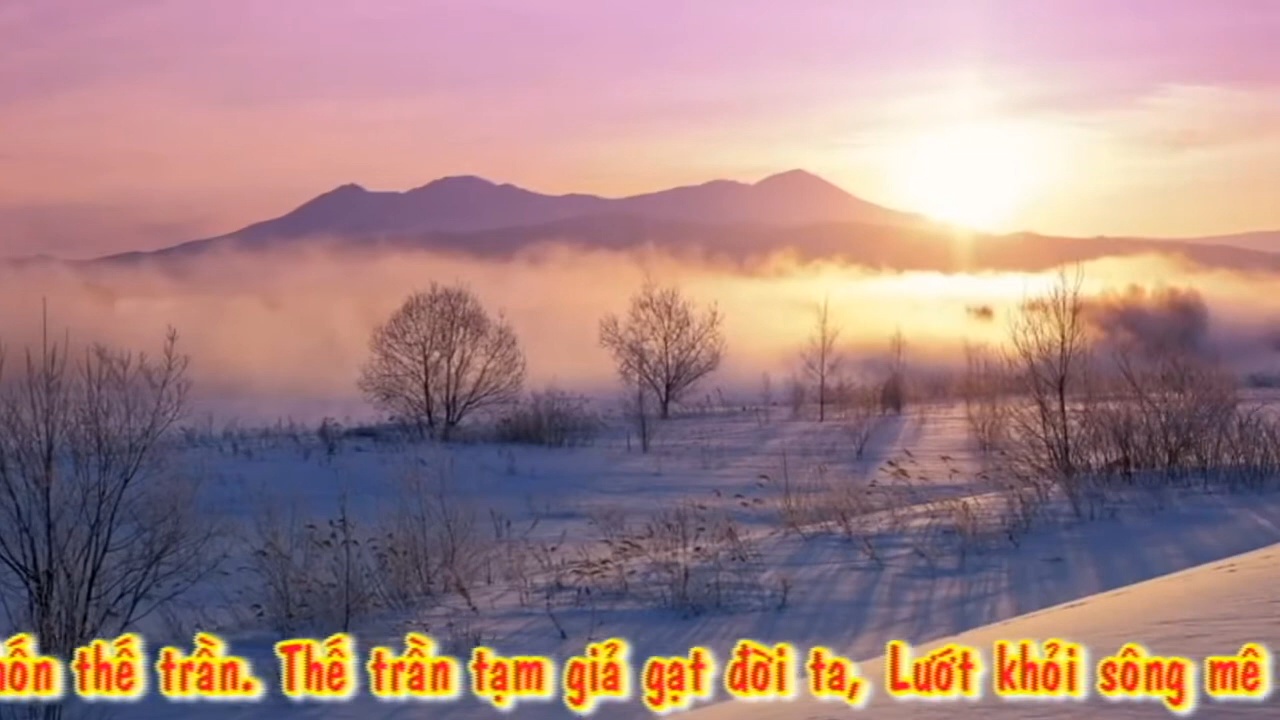 thế trần. Thế trần tạm giả gạt đời ta, Lướt khỏi sông mê